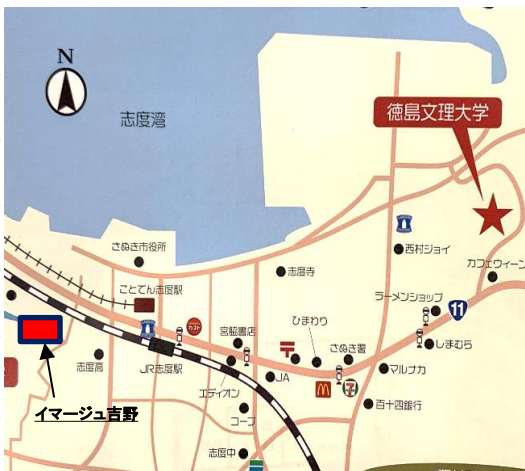 N
志度湾
徳島文理大学
さぬき市役所
ことでん志度駅
志度寺
西村ジョイ
カフェウィーン
ラーメンショップ
11
ガスト
宮脇書店
ひまわり
さぬき署
しまむら
志度高
JR志度駅
エディオン
JA
マルナカ
イマージュ吉野
コープ
百十四銀行
志度中